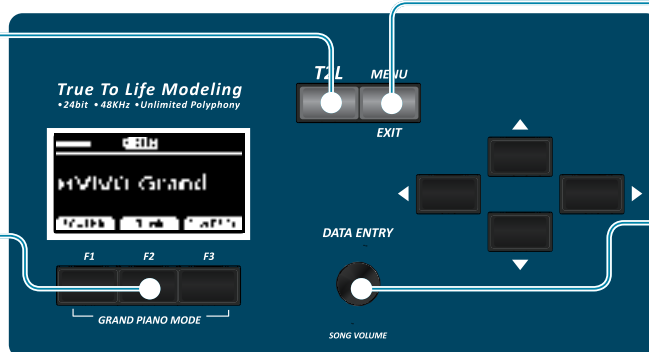 T2L MENU
True To Life Modeling
•24bit •48KHz •Unlimited Polyphony
EXIT
Grand
DATA ENTRY
F1 F2 F3
GRAND PIANO MODE
SONG VOLUME